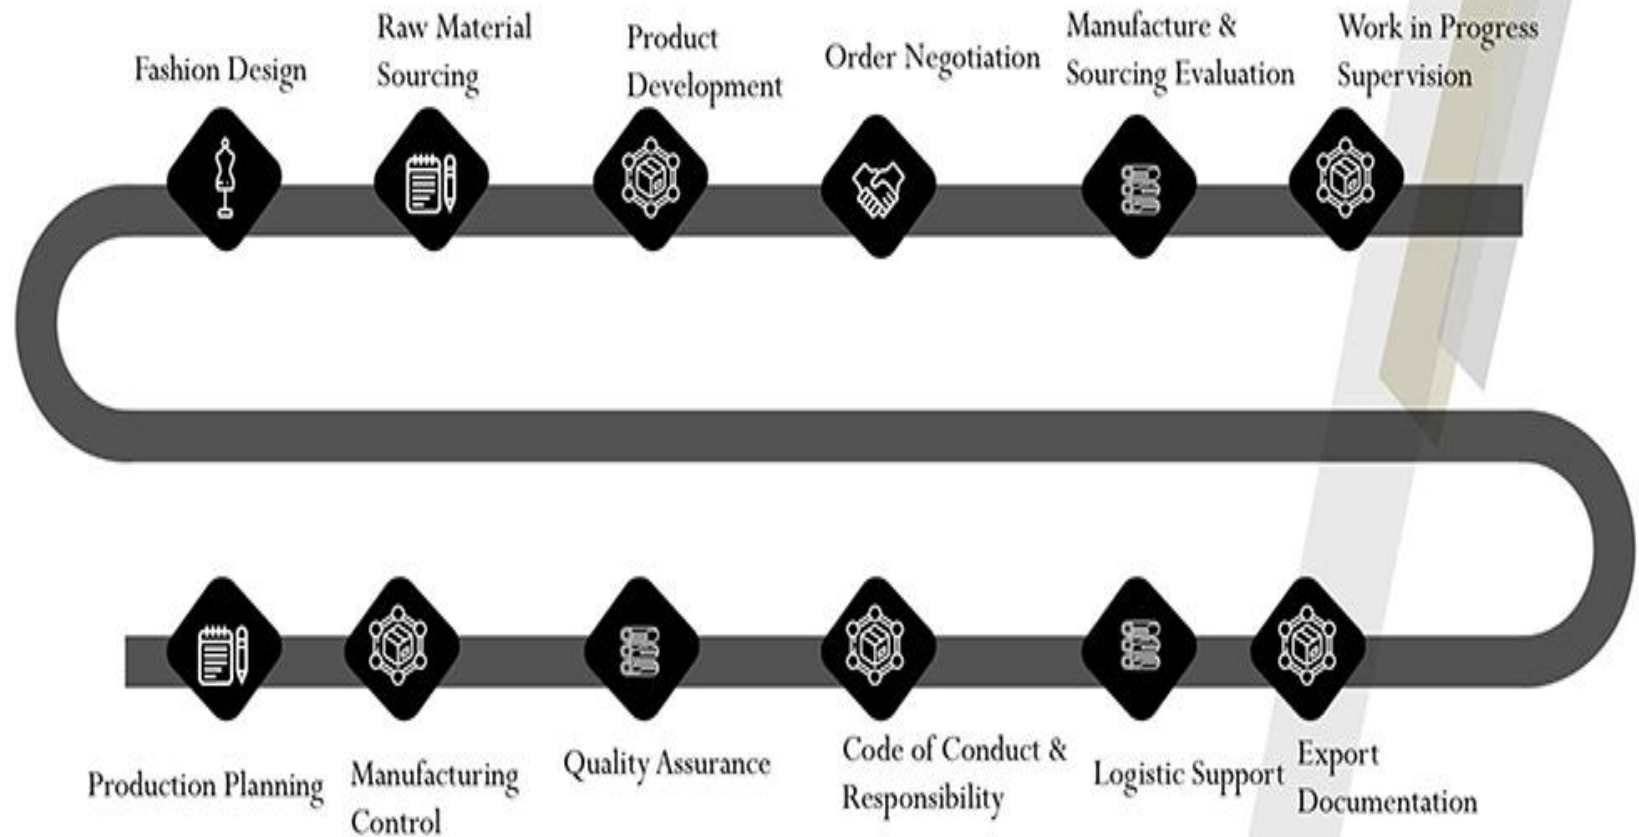 Fashion Design
Raw Material
Sourcing
Product
Development
Order Negotiation
Manufacture &
Sourcing Evaluation
Work in Progress
Supervision
Production Planning
Manufacturing
Control
Quality Assurance
Code of Conduct &
Responsibility
Logistic Support
Export
Documentation